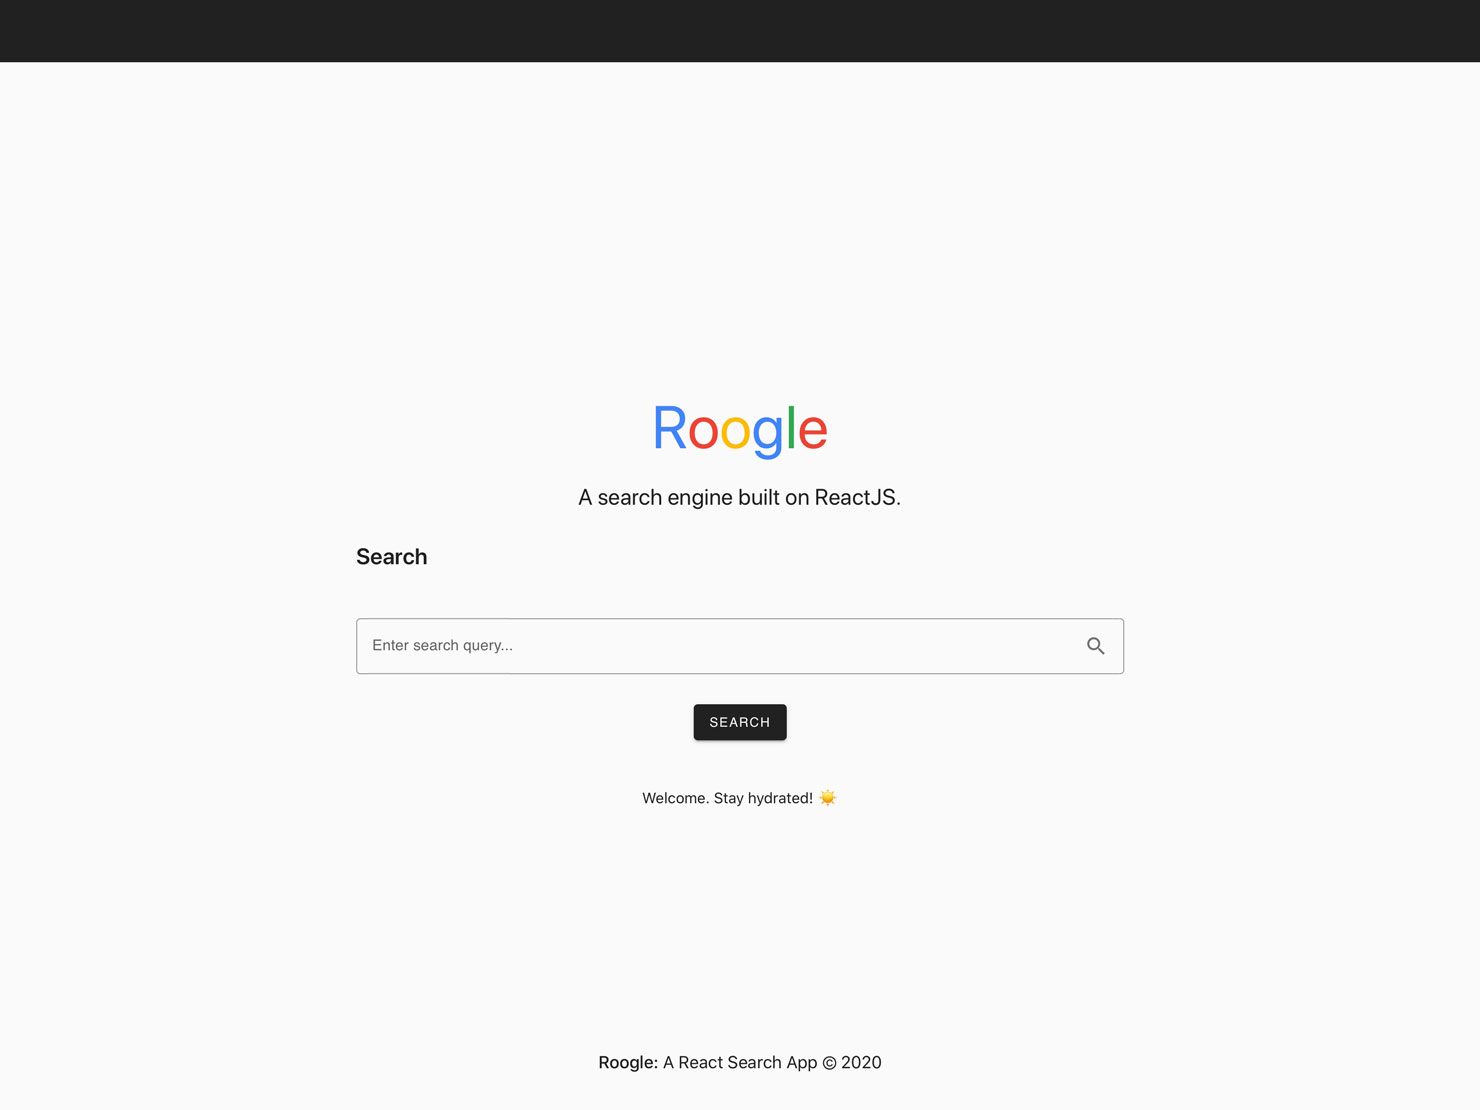 Roogle
A search engine built on ReactJS.
Search
Enter search query...
SEARCH
Welcome. Stay hydrated! ☀️
Roogle: A React Search App © 2020